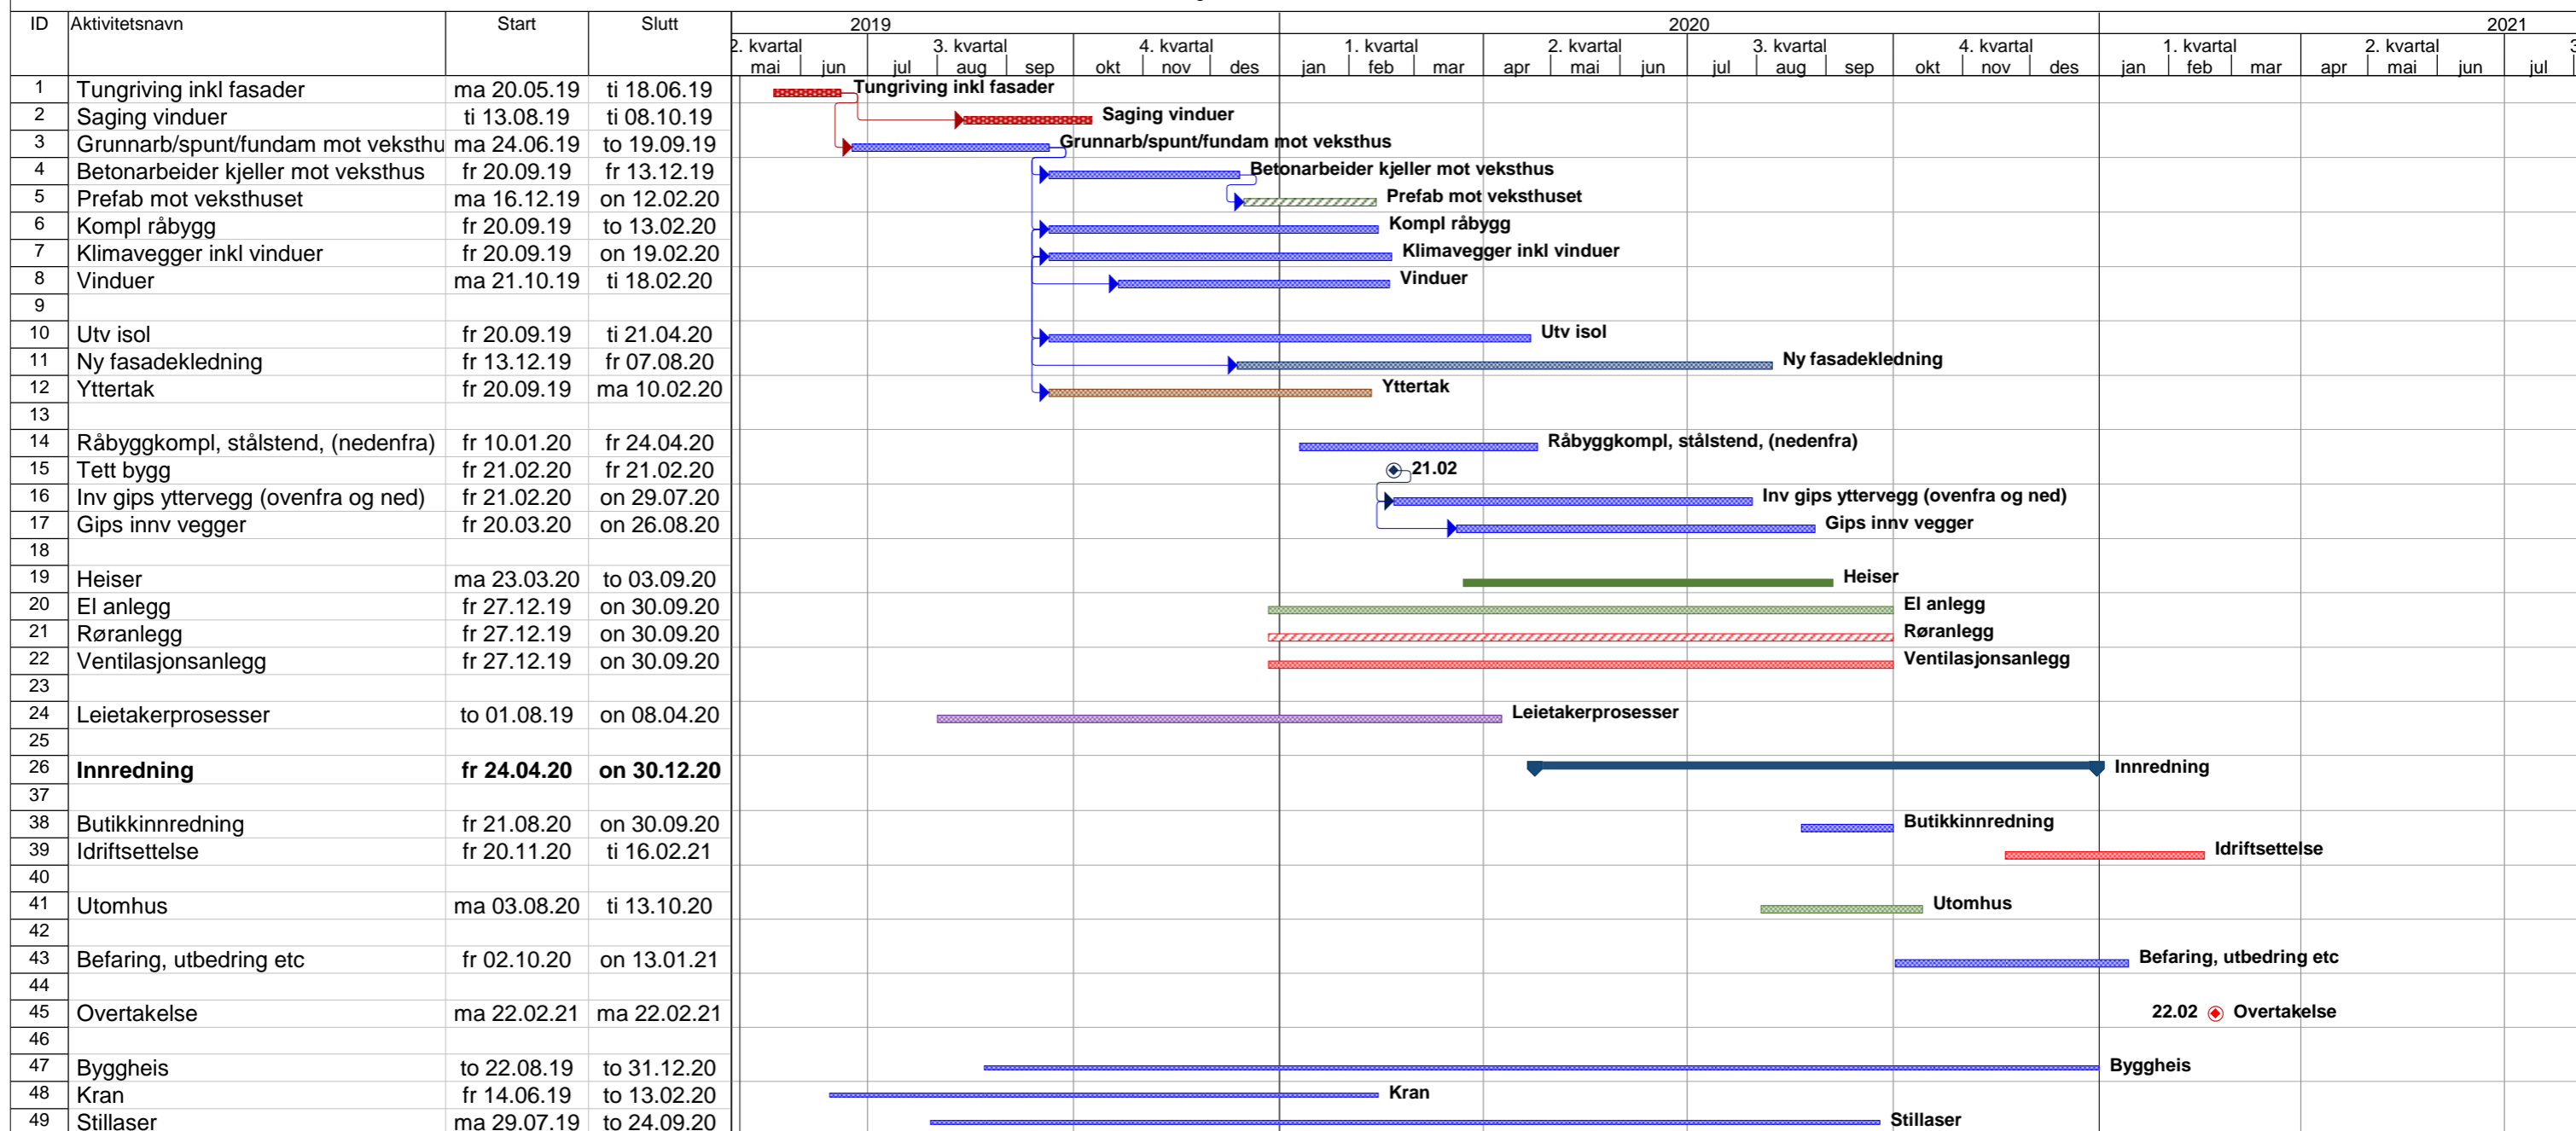 ID Aktivitetsnavn Start Slutt 2019 2020 2021
2. kvartal 3. kvartal 4. kvartal 1. kvartal 2. kvartal 3. kvartal 4. kvartal 1. kvartal 2. kvartal 3
mai jun jul aug sep okt nov des jan feb mar apr mai jun jul aug sep okt nov des jan feb mar apr mai jun jul
1 Tungriving inkl fasader ma 20.05.19 ti 18.06.19 Tungriving inkl fasader
2 Saging vinduer ti 13.08.19 ti 08.10.19 Saging vinduer
3 Grunnarb/spunt/fundam mot veksthu ma 24.06.19 to 19.09.19 Grunnarb/spunt/fundam mot veksthus
4 Betonarbeider kjeller mot veksthus fr 20.09.19 fr 13.12.19 Betonarbeider kjeller mot veksthus
5 Prefab mot veksthuset ma 16.12.19 on 12.02.20 Prefab mot veksthuset
6 Kompl råbygg fr 20.09.19 to 13.02.20 Kompl råbygg
7 Klimavegger inkl vinduer fr 20.09.19 on 19.02.20 Klimavegger inkl vinduer
8 Vinduer ma 21.10.19 ti 18.02.20 Vinduer
9
10 Utv isol fr 20.09.19 ti 21.04.20 Utv isol
11 Ny fasadekledning fr 13.12.19 fr 07.08.20 Ny fasadekledning
12 Yttertak fr 20.09.19 ma 10.02.20 Yttertak
13
14 Råbyggkompl, stålstend, (nedenfra) fr 10.01.20 fr 24.04.20 Råbyggkompl, stålstend, (nedenfra)
15 Tett bygg fr 21.02.20 fr 21.02.20 21.02
16 Inv gips yttervegg (ovenfra og ned) fr 21.02.20 on 29.07.20 Inv gips yttervegg (ovenfra og ned)
17 Gips innv vegger fr 20.03.20 on 26.08.20 Gips innv vegger
18
19 Heiser ma 23.03.20 to 03.09.20 Heiser
20 El anlegg fr 27.12.19 on 30.09.20 El anlegg
21 Røranlegg fr 27.12.19 on 30.09.20 Røranlegg
22 Ventilasjonsanlegg fr 27.12.19 on 30.09.20 Ventilasjonsanlegg
23
24 Leietakerprosesser to 01.08.19 on 08.04.20 Leietakerprosesser
25
26 Innredning fr 24.04.20 on 30.12.20 Innredning
37
38 Butikkinnredning fr 21.08.20 on 30.09.20 Butikkinnredning
39 Idriftsettelse fr 20.11.20 ti 16.02.21 Idriftsettelse
40
41 Utomhus ma 03.08.20 ti 13.10.20 Utomhus
42
43 Befaring, utbedring etc fr 02.10.20 on 13.01.21 Befaring, utbedring etc
44
45 Overtakelse ma 22.02.21 ma 22.02.21 22.02 Overtakelse
46
47 Byggheis to 22.08.19 to 31.12.20 Byggheis
48 Kran fr 14.06.19 to 13.02.20 Kran
49 Stillaser ma 29.07.19 to 24.09.20 Stillaser